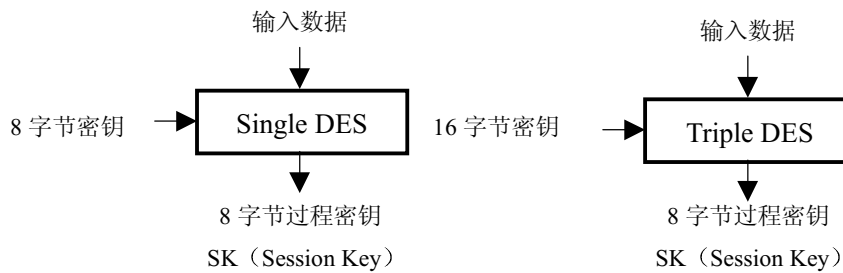 输入数据
8 字节密钥
Single DES
8 字节过程密钥
SK（Session Key）
输入数据
16 字节密钥
Triple DES
8 字节过程密钥
SK（Session Key）